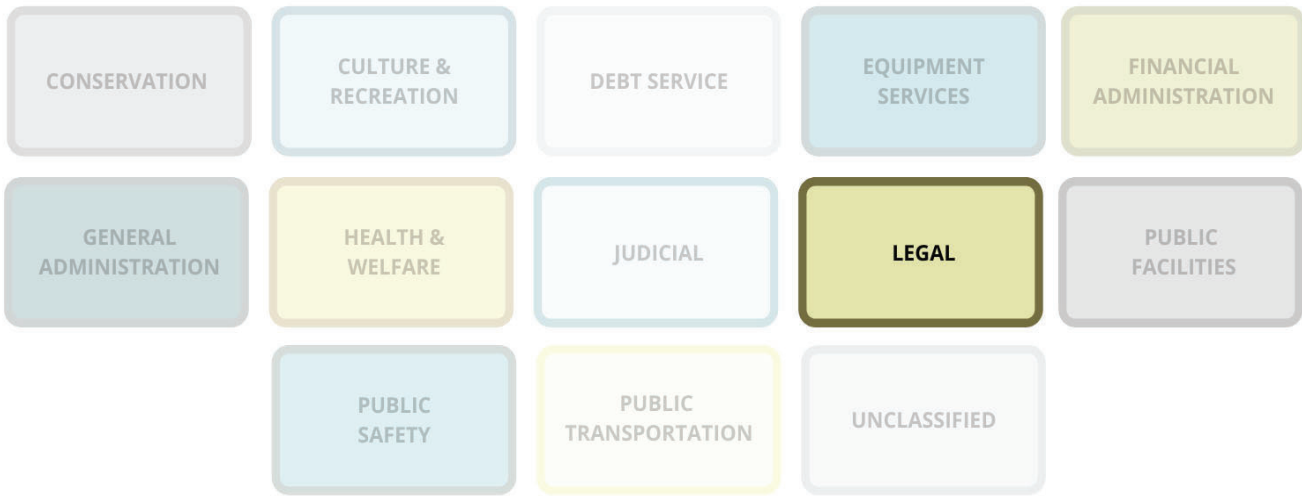 CONSERVATION
CULTURE &
RECREATION
DEBT SERVICE
EQUIPMENT
SERVICES
FINANCIAL
ADMINISTRATION
GENERAL
ADMINISTRATION
HEALTH &
WELFARE
JUDICIAL
LEGAL
PUBLIC
FACILITIES
PUBLIC
SAFETY
PUBLIC
TRANSPORTATION
UNCLASSIFIED